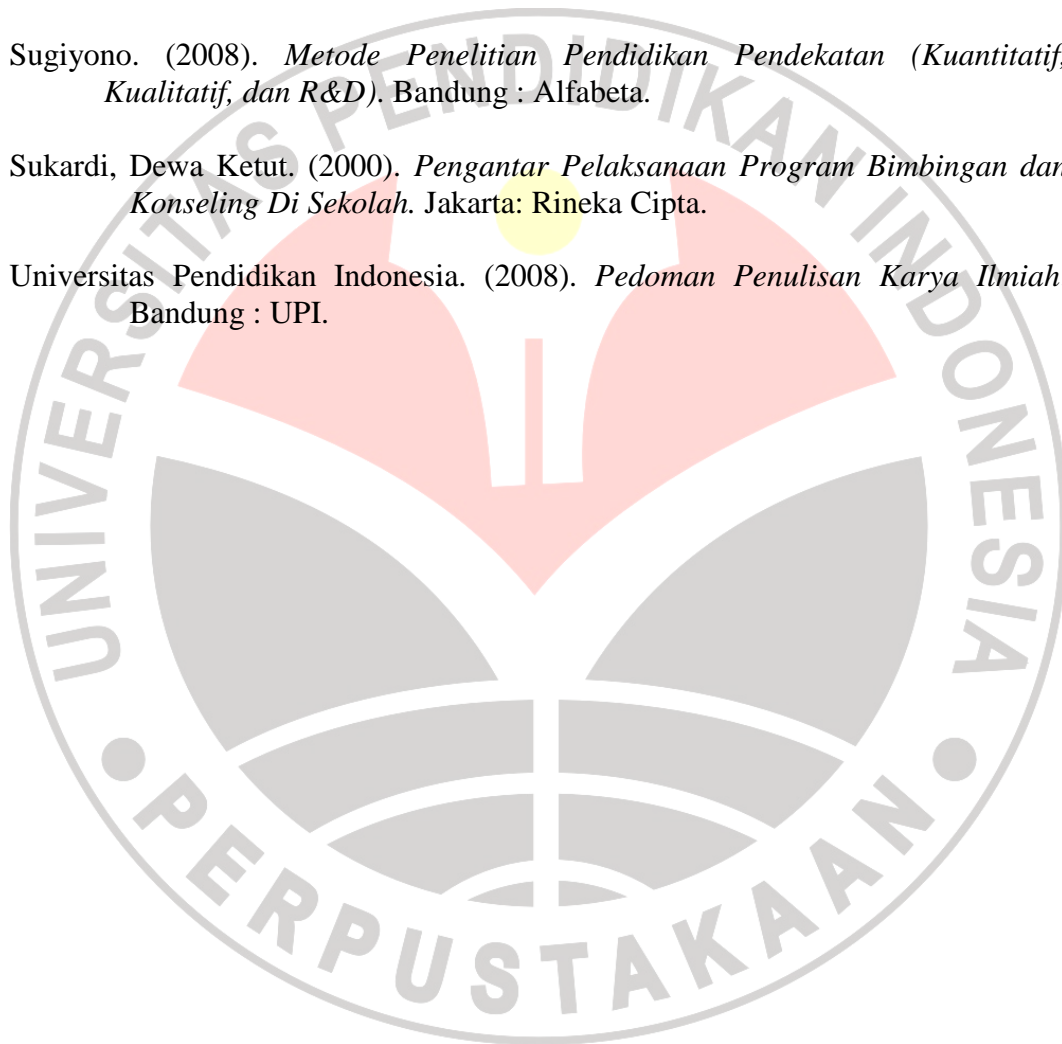 Sugiyono. (2008). Metode Penelitian Pendidikan Pendekatan (Kuantitatif,
Kualitatif, dan R&D). Bandung : Alfabeta.
Sukardi, Dewa Ketut. (2000). Pengantar Pelaksanaan Program Bimbingan dan
Konseling Di Sekolah. Jakarta: Rineka Cipta.
Universitas Pendidikan Indonesia. (2008). Pedoman Penulisan Karya Ilmiah
Bandung : UPI.
UNIVERSITAS PENDIDIKAN INDONESIA
PERPUSTAKAAN